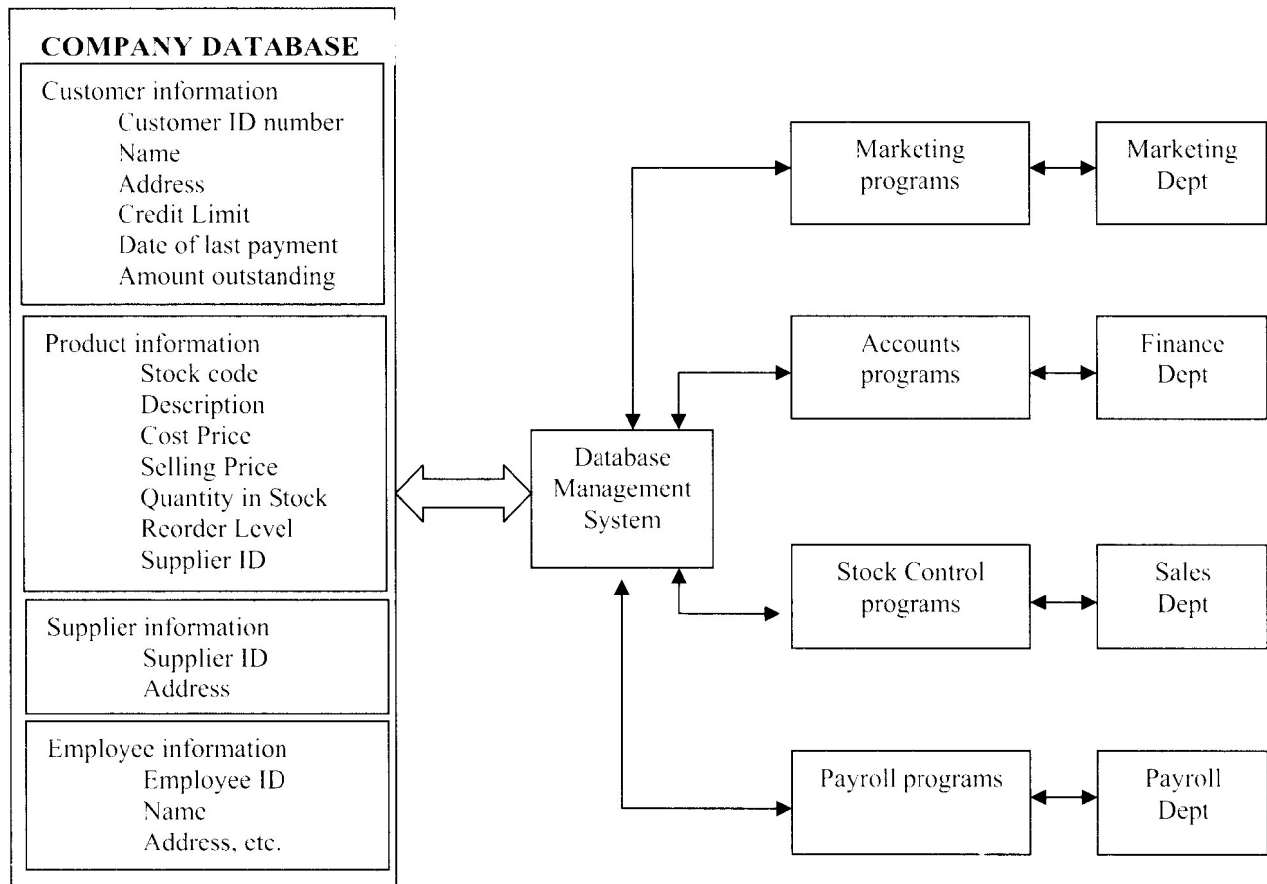 COMPANY DATABASE
Customer information
Customer ID number
Name
Address
Credit Limit
Date of last payment
Amount outstanding
Product information
Stock code
Description
Cost Price
Selling Price
Quantity in Stock
Reorder Level
Supplier ID
Supplier information
Supplier ID
Address
Employee information
Employee ID
Name
Address, etc.
Database
Management
System
Marketing
programs
Marketing
Dept
Accounts
programs
Finance
Dept
Stock Control
programs
Sales
Dept
Payroll programs
Payroll
Dept